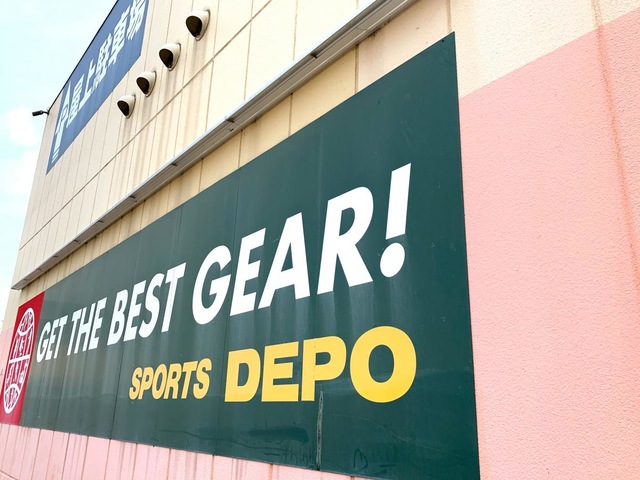 屋上駐車場
GET THE BEST GEAR!
SPORTS DEPO